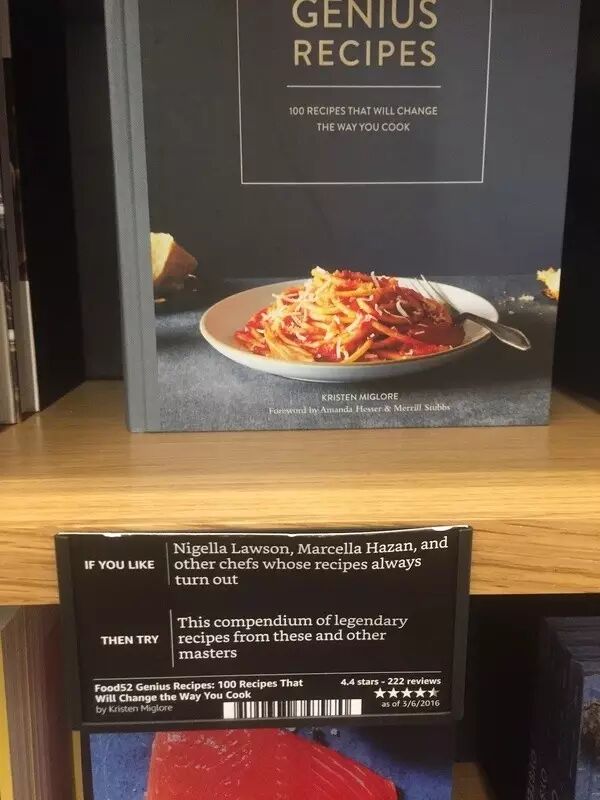 GENIUS
RECIPES
100 RECIPES THAT WILL CHANGE
THE WAY YOU COOK
KRISTEN MIGLORE
Foreword by Amanda Hesser & Merrill Stubbs
IF YOU LIKE
Nigella Lawson, Marcella Hazan, and
other chefs whose recipes always
turn out
THEN TRY
This compendium of legendary
recipes from these and other
masters
Food52 Genius Recipes: 100 Recipes That
Will Change the Way You Cook
by Kristen Miglore
4.4 stars - 222 reviews
as of 3/6/2016